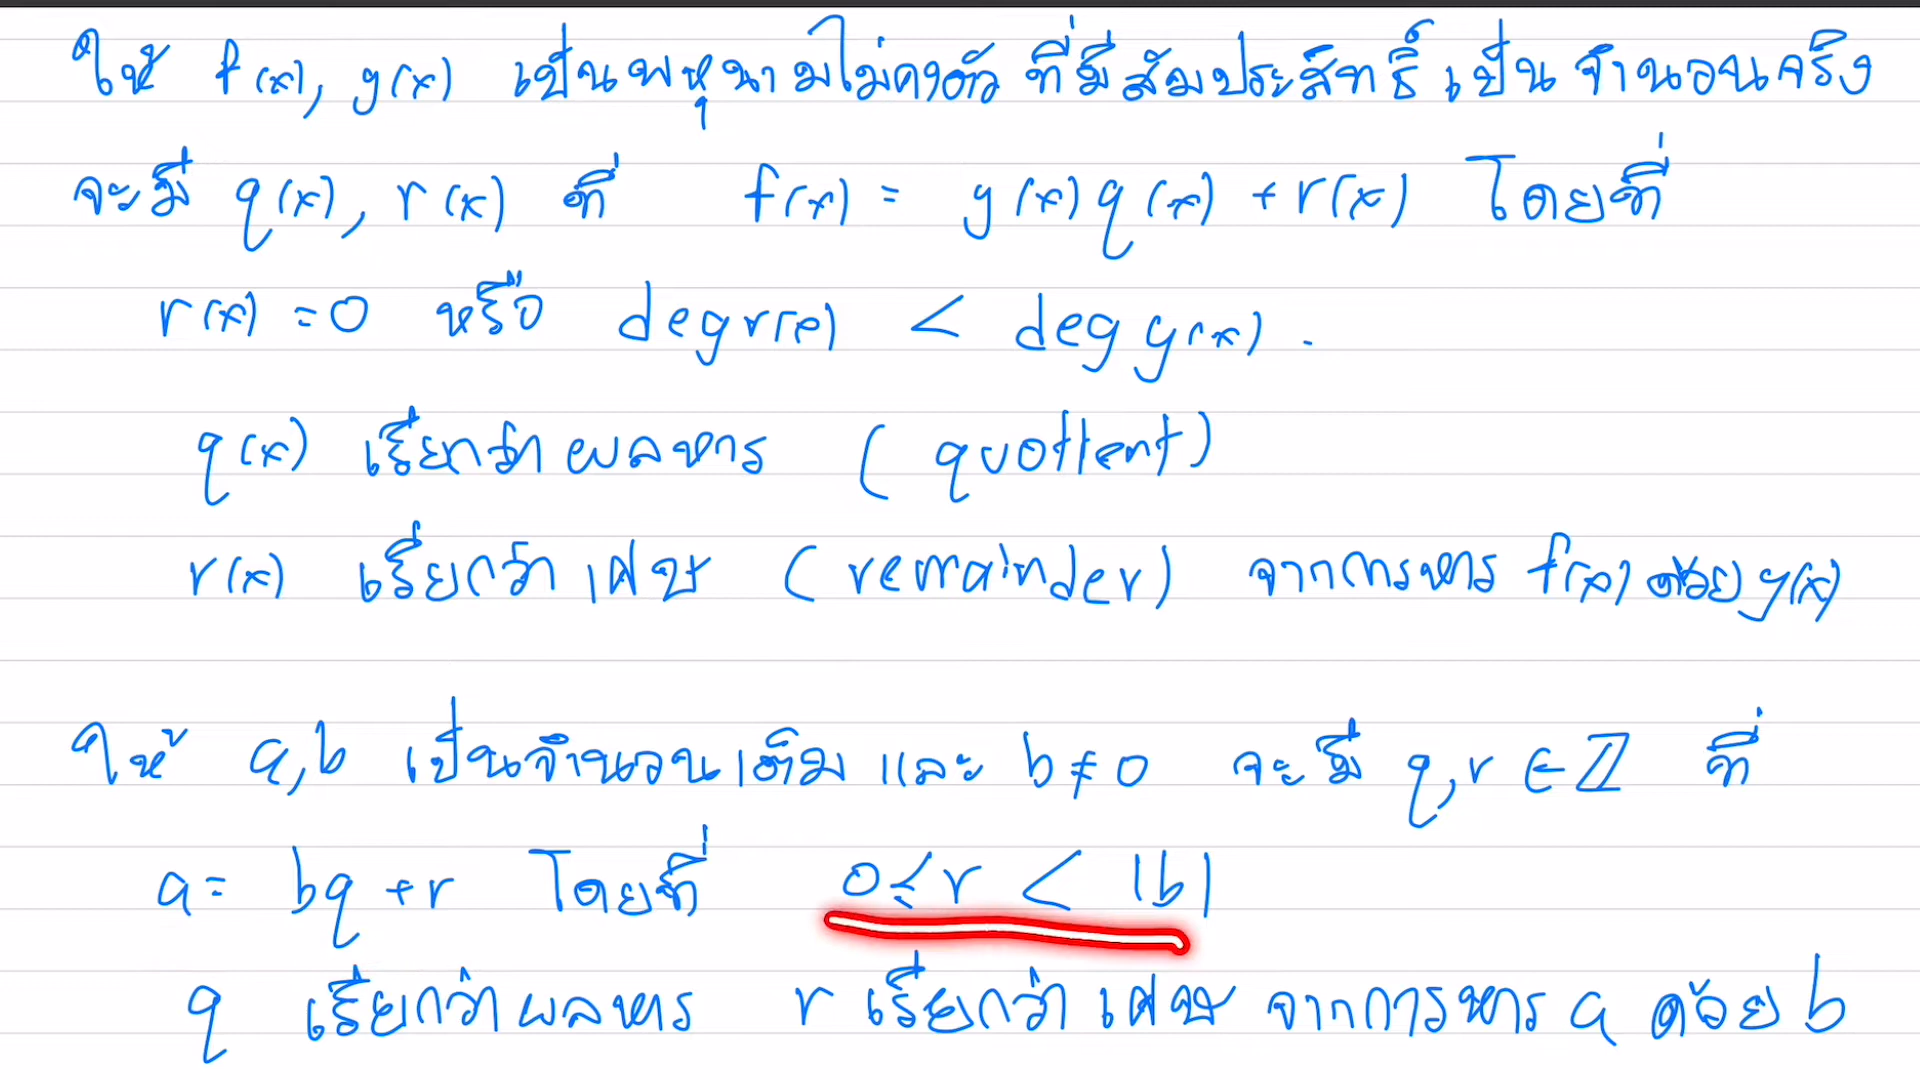 ให้ f(x), g(x) เป็นพหุนามไม่คงตัว ที่มีสัมประสิทธิ์เป็นจำนวนจริง
จะมี q(x), r(x) ที่ f(x) = g(x)q(x) + r(x) โดยที่
r(x) = 0 หรือ deg r(x) < deg g(x) .
q(x) เรียกว่า ผลหาร ( quotient )
r(x) เรียกว่า เศษ ( remainder ) จากการหาร f(x) ด้วย g(x)
ให้ a,b เป็นจำนวนเต็ม และ b ≠ 0 จะมี q,r ∈ ℤ ที่
a = bq + r โดยที่ 0 ≤ r < |b|
q เรียกว่า ผลหาร r เรียกว่า เศษ จากการหาร a ด้วย b